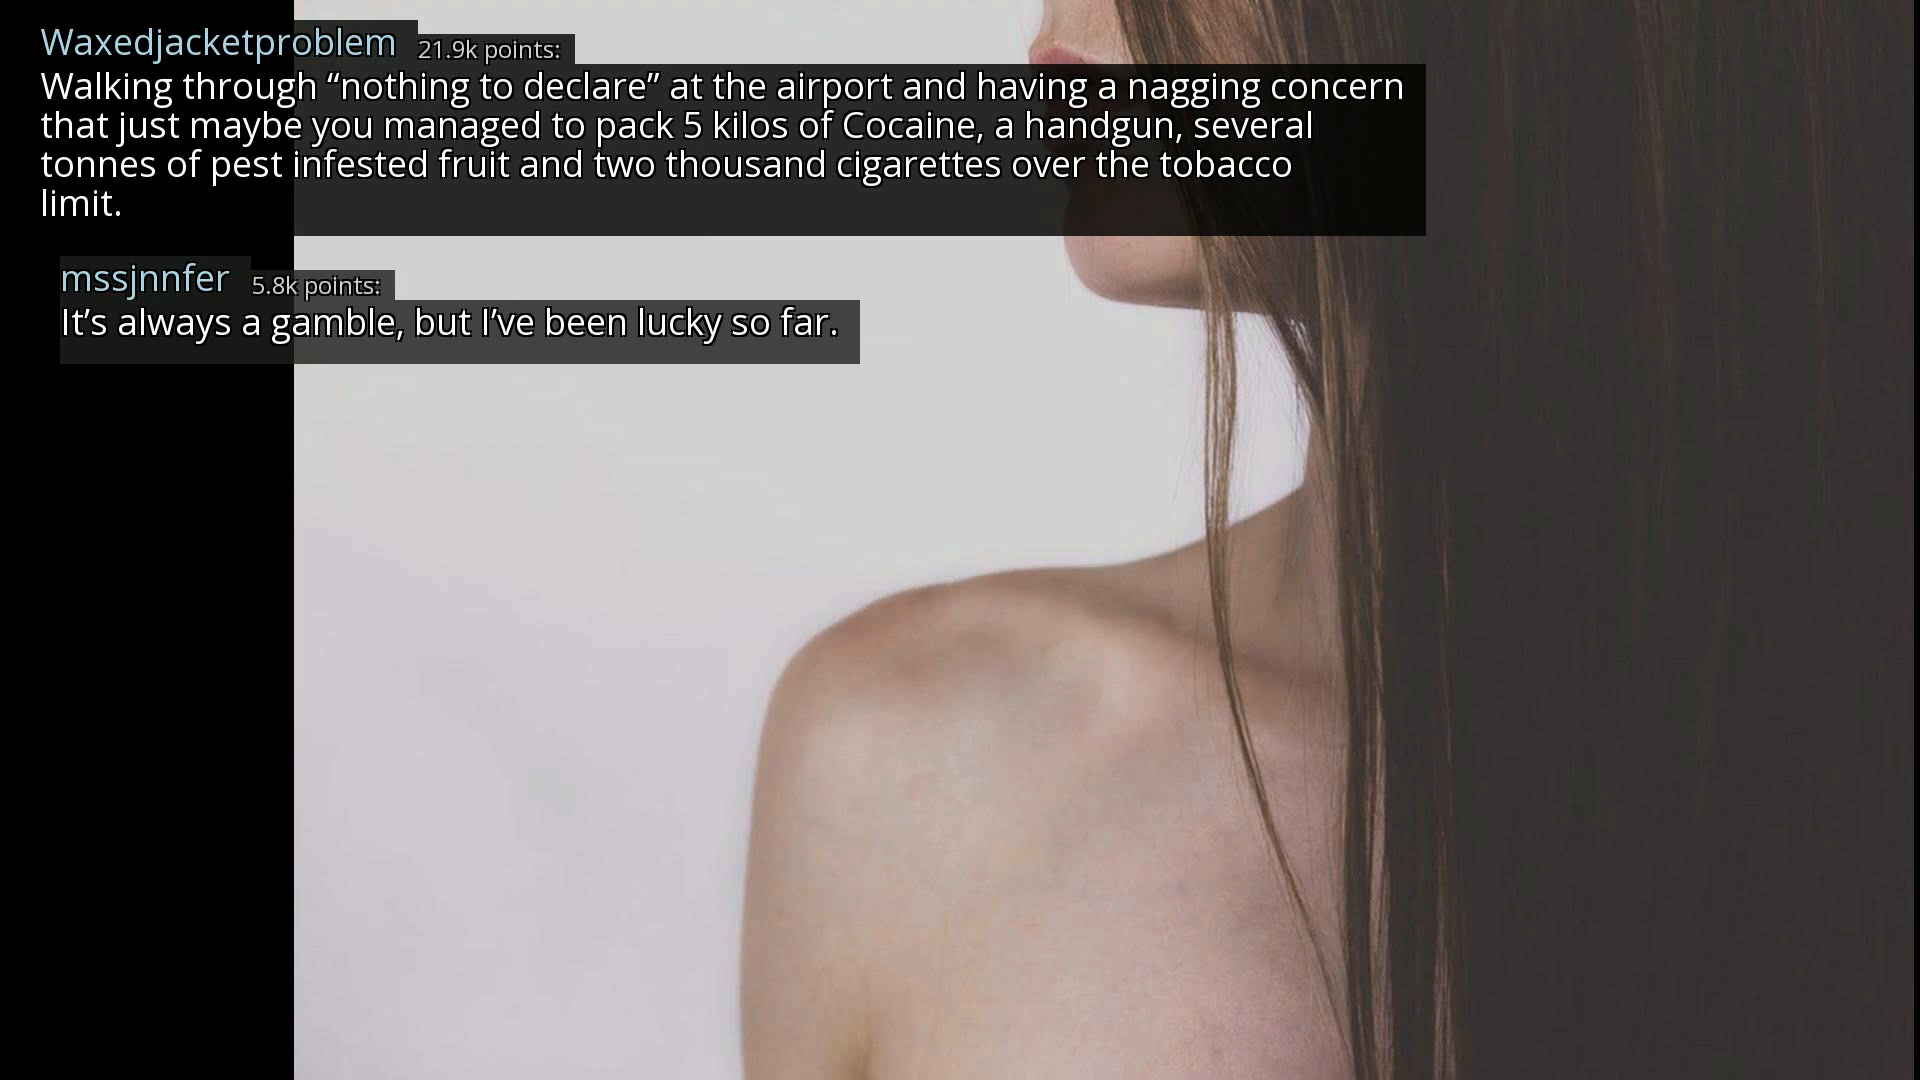 Waxedjacketproblem 21.9k points:
Walking through “nothing to declare” at the airport and having a nagging concern
that just maybe you managed to pack 5 kilos of Cocaine, a handgun, several
tonnes of pest infested fruit and two thousand cigarettes over the tobacco
limit.
mssjnnfer 5.8k points:
It’s always a gamble, but I’ve been lucky so far.